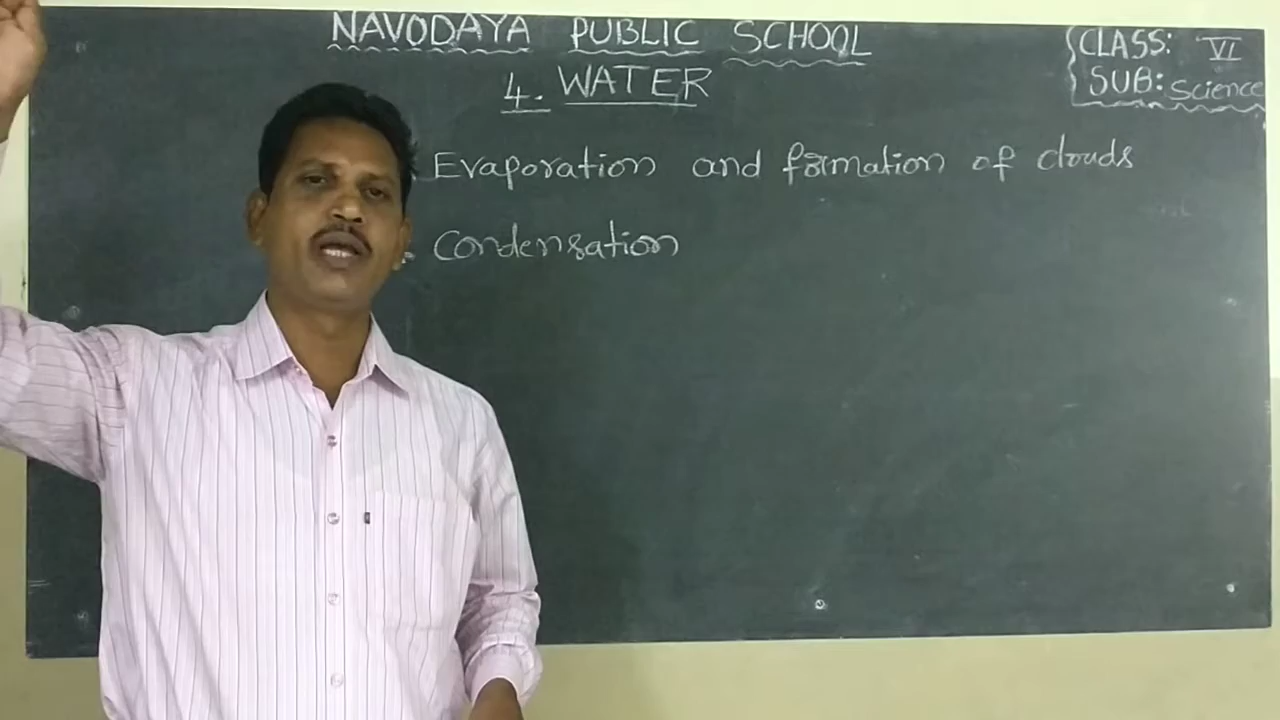 NAVODAYA PUBLIC SCHOOL
CLASS: VI
SUB: Science
4. WATER
Evaporation and formation of clouds
Condensation